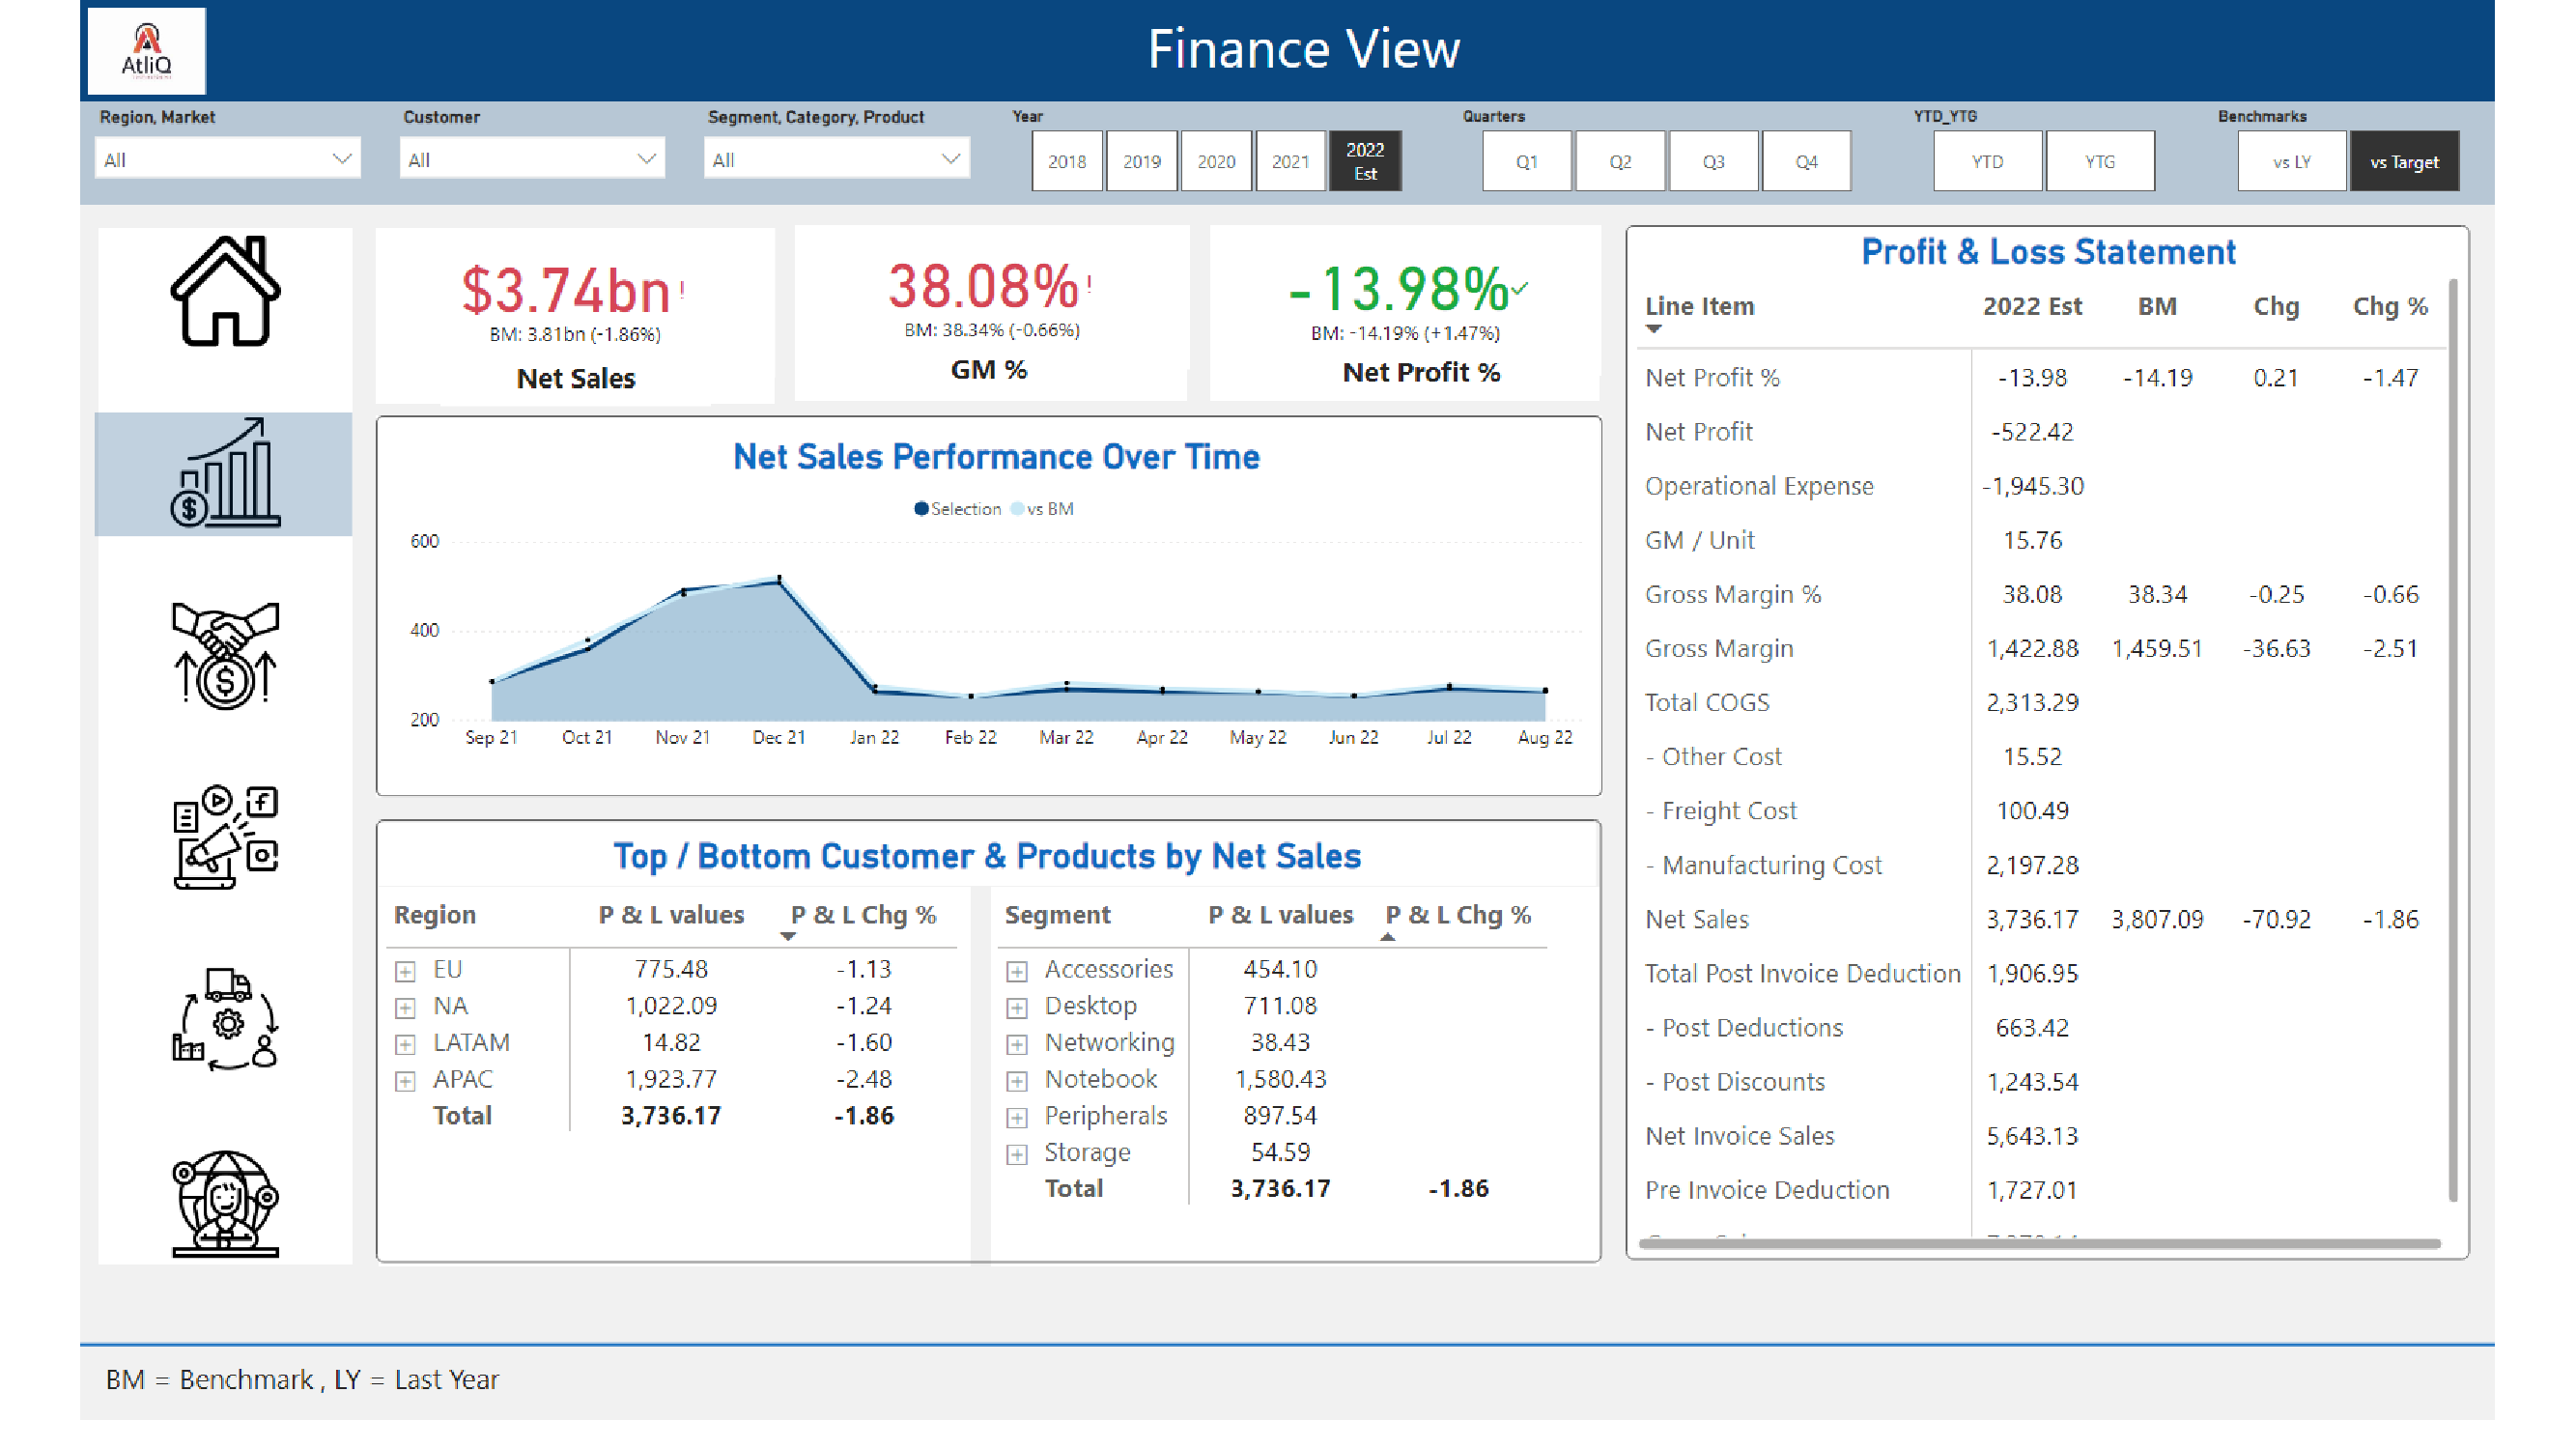 AtliQ
Finance View
Region, Market
Customer
Segment, Category, Product
Year
Quarters
YTD_YTG
Benchmarks
All
All
All
2018
2019
2020
2021
2022 Est
Q1
Q2
Q3
Q4
YTD
YTG
vs LY
vs Target
$3.74bn!
BM: 3.81bn (-1.86%)
Net Sales
38.08%!
BM: 38.34% (-0.66%)
GM %
-13.98%✓
BM: -14.19% (+1.47%)
Net Profit %
Net Sales Performance Over Time
Selection vs BM
600
400
200
Sep 21 Oct 21 Nov 21 Dec 21 Jan 22 Feb 22 Mar 22 Apr 22 May 22 Jun 22 Jul 22 Aug 22
Top / Bottom Customer & Products by Net Sales
Region P & L values P & L Chg %
EU 775.48 -1.13
NA 1,022.09 -1.24
LATAM 14.82 -1.60
APAC 1,923.77 -2.48
Total 3,736.17 -1.86
Segment P & L values P & L Chg %
Accessories 454.10
Desktop 711.08
Networking 38.43
Notebook 1,580.43
Peripherals 897.54
Storage 54.59
Total 3,736.17 -1.86
Profit & Loss Statement
Line Item 2022 Est BM Chg Chg %
Net Profit % -13.98 -14.19 0.21 -1.47
Net Profit -522.42
Operational Expense -1,945.30
GM / Unit 15.76
Gross Margin % 38.08 38.34 -0.25 -0.66
Gross Margin 1,422.88 1,459.51 -36.63 -2.51
Total COGS 2,313.29
- Other Cost 15.52
- Freight Cost 100.49
- Manufacturing Cost 2,197.28
Net Sales 3,736.17 3,807.09 -70.92 -1.86
Total Post Invoice Deduction 1,906.95
- Post Deductions 663.42
- Post Discounts 1,243.54
Net Invoice Sales 5,643.13
Pre Invoice Deduction 1,727.01
BM = Benchmark , LY = Last Year